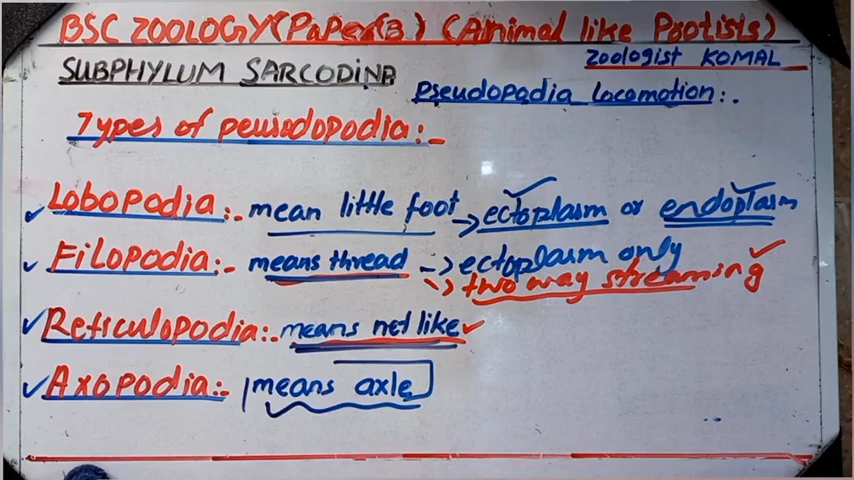 BSC ZOOLOGY(PaPer(B) (Animal like Protists)
Zoologist KOMAL
SUBPHYLUM SARCODINA
Pseudopodia Locomotion:.
Types of peusodopodia:-
Lobopodia:- mean little foot → ectoplasm or endoplasm
Filopodia:- means thread → ectoplasm only
→ two way streaming
Reticulopodia:. means net like
Axopodia:- means axle